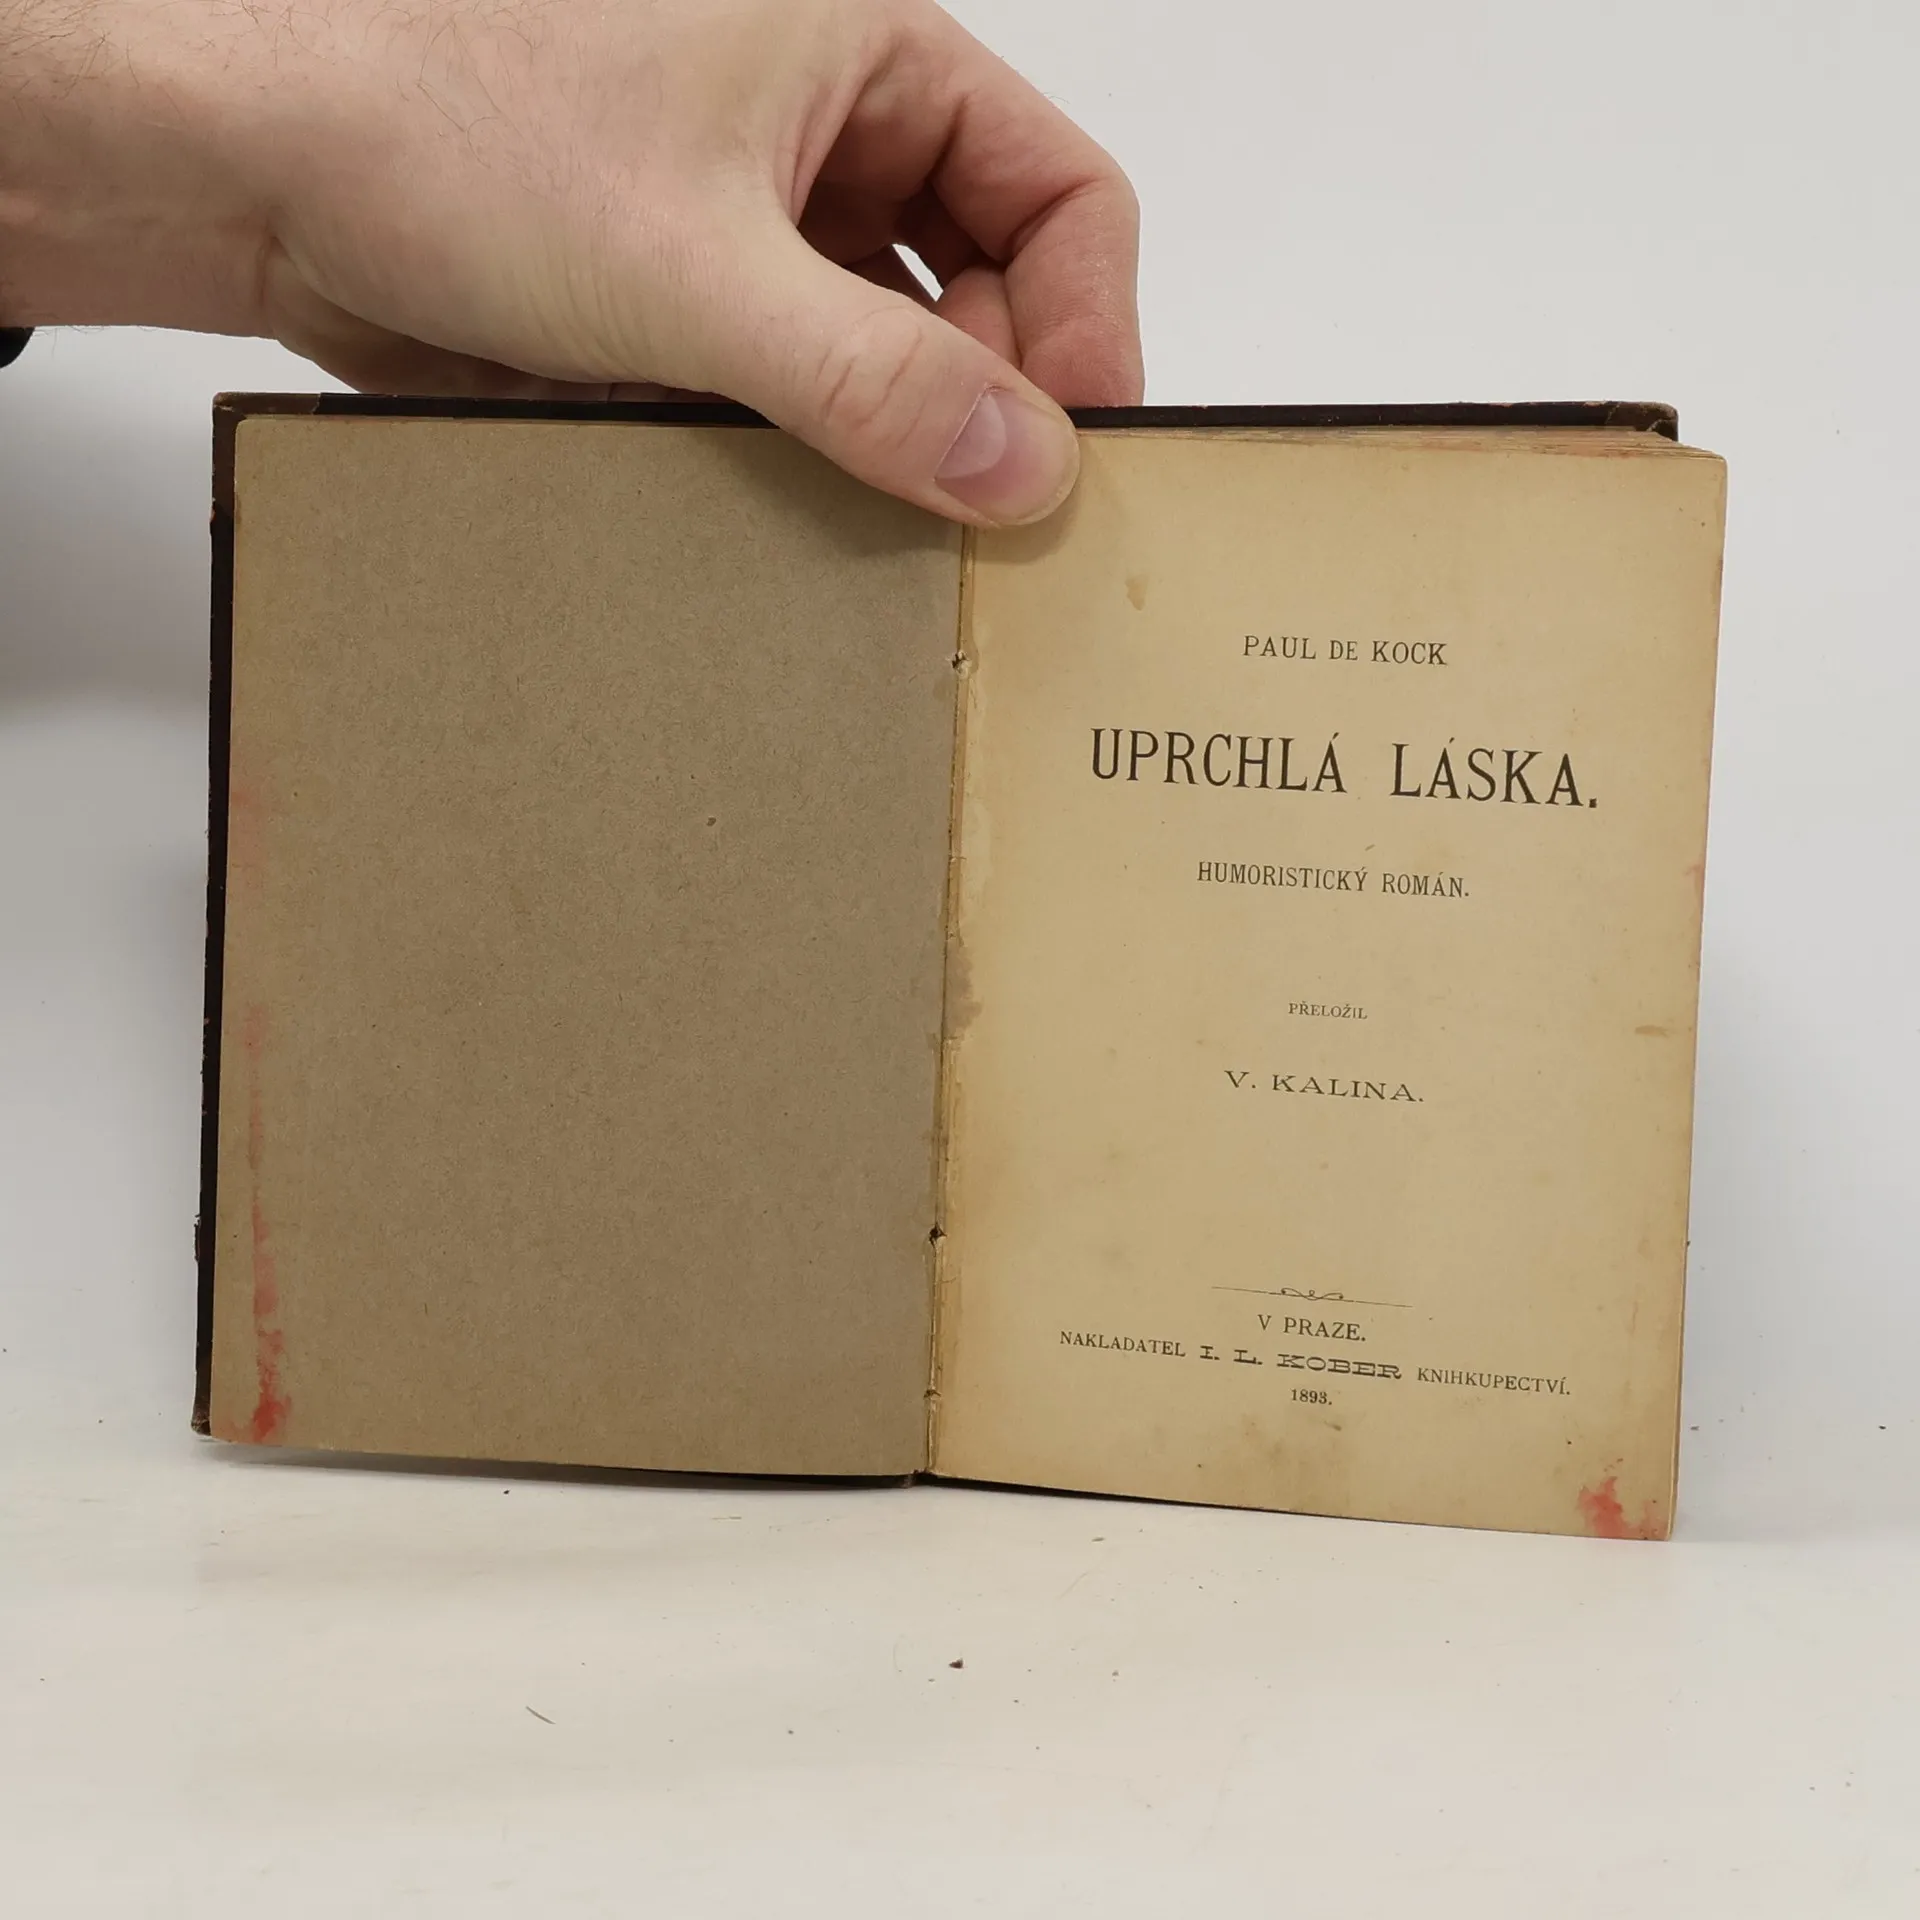 PAUL DE KOCK
UPRCHLÁ LÁSKA.
HUMORISTICKÝ ROMÁN.
PŘELOŽIL
V. KALINA.
V PRAZE.
NAKLADATEL I. L. KOBER KNIHKUPECTVÍ.
1893.